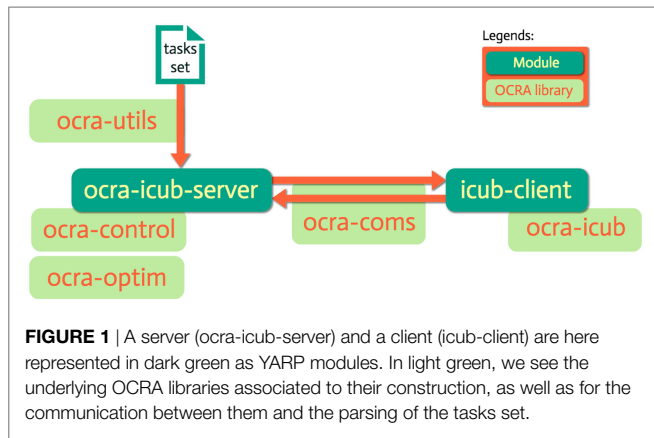 tasks
set
Legends:
Module
OCRA library
ocra-utils
ocra-icub-server
icub-client
ocra-coms
ocra-control
ocra-icub
ocra-optim
FIGURE 1 | A server (ocra-icub-server) and a client (icub-client) are here
represented in dark green as YARP modules. In light green, we see the
underlying OCRA libraries associated to their construction, as well as for the
communication between them and the parsing of the tasks set.